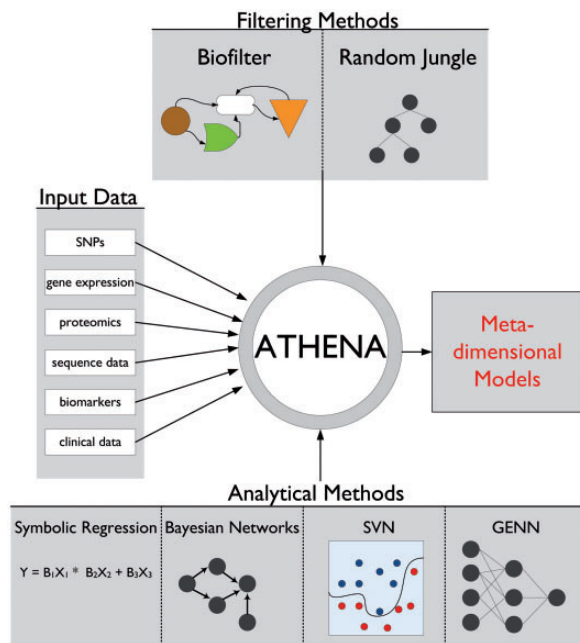 Filtering Methods
Biofilter
Random Jungle
Input Data
SNPs
gene expression
proteomics
sequence data
biomarkers
clinical data
ATHENA
Meta-
dimensional
Models
Analytical Methods
Symbolic Regression
Y = B₁X₁ * B₂X₂ + B₃X₃
Bayesian Networks
SVN
GENN